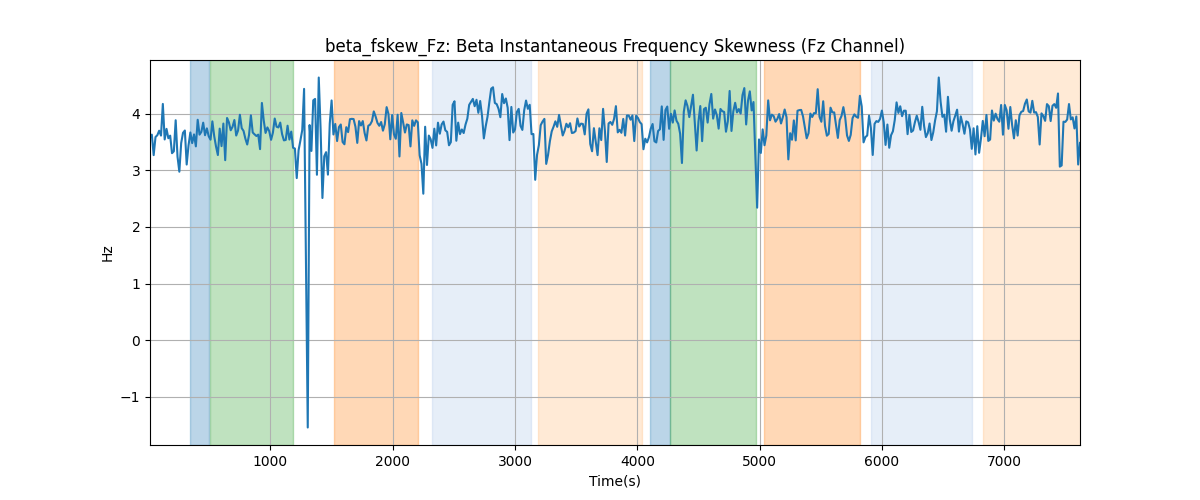 beta_fskew_Fz: Beta Instantaneous Frequency Skewness (Fz Channel)
Hz
4
3
2
1
0
−1
1000 2000 3000 4000 5000 6000 7000
Time(s)